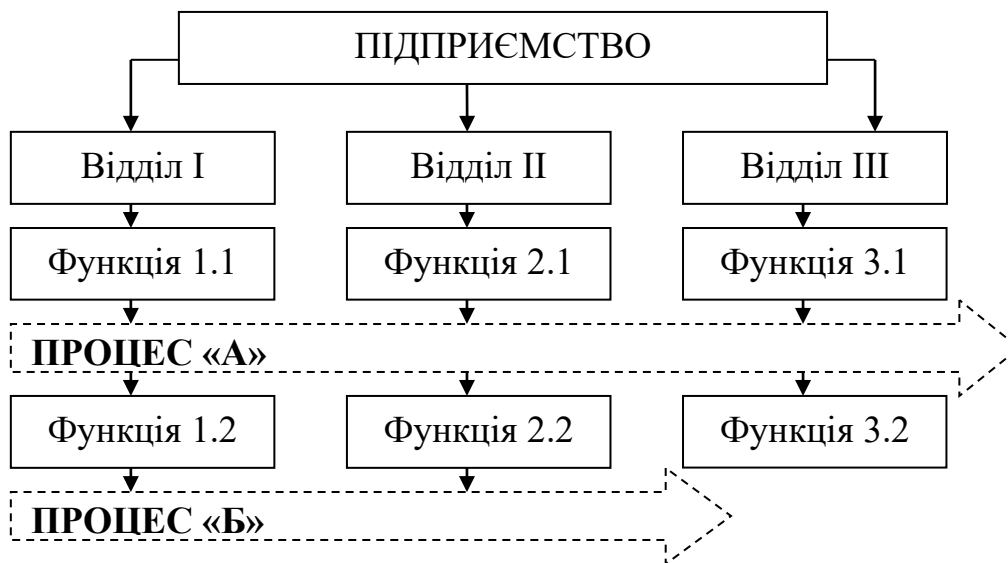 ПІДПРИЄМСТВО
Відділ I
Відділ II
Відділ III
Функція 1.1
Функція 2.1
Функція 3.1
ПРОЦЕС «А»
Функція 1.2
Функція 2.2
Функція 3.2
ПРОЦЕС «Б»